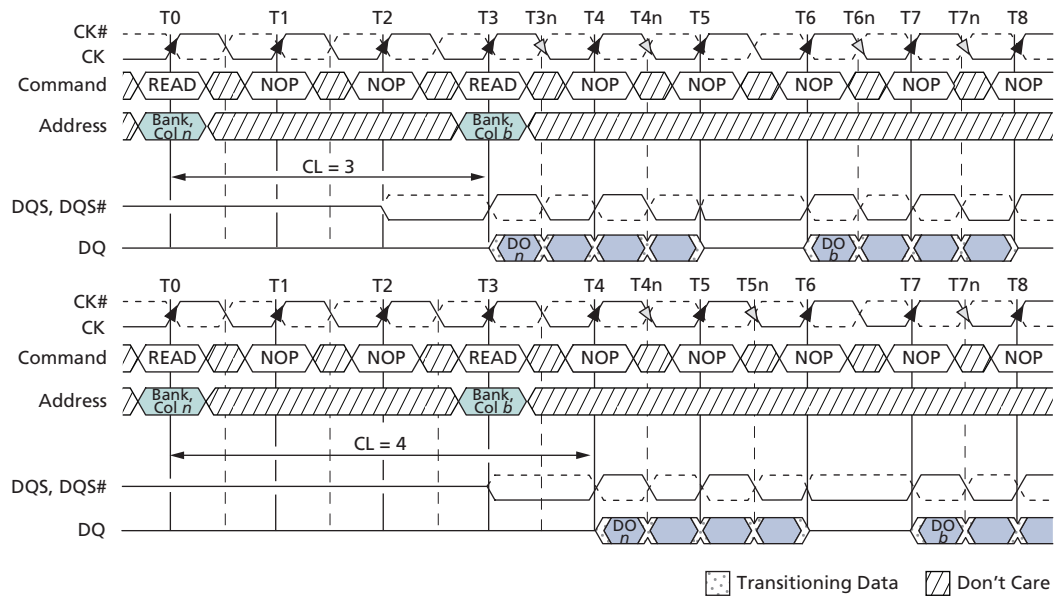 T0 T1 T2 T3 T3n T4 T4n T5 T6 T6n T7 T7n T8
CK#
CK
Command READ NOP NOP READ NOP NOP NOP NOP NOP
Address Bank, Col n Bank, Col b
CL = 3
DQS, DQS#
DQ DO n DO b
T0 T1 T2 T3 T4 T4n T5 T5n T6 T7 T7n T8
CK#
CK
Command READ NOP NOP READ NOP NOP NOP NOP NOP
Address Bank, Col n Bank, Col b
CL = 4
DQS, DQS#
DQ DO n DO b
Transitioning Data Don't Care